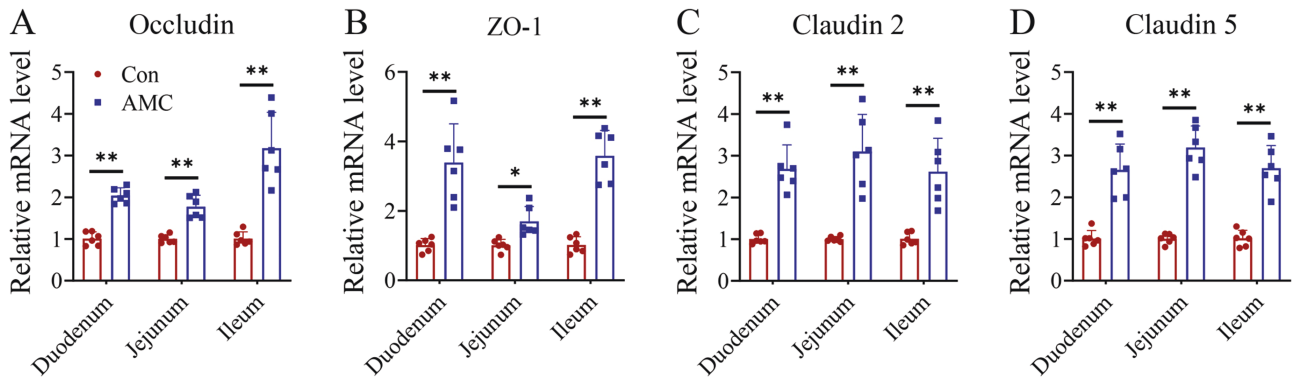 A
Occludin
Relative mRNA level
5
4
3
2
1
0
Con
AMC
**
**
**
Duodenum
Jejunum
Ileum
B
ZO-1
Relative mRNA level
6
4
2
0
**
*
**
Duodenum
Jejunum
Ileum
C
Claudin 2
Relative mRNA level
5
4
3
2
1
0
**
**
**
Duodenum
Jejunum
Ileum
D
Claudin 5
Relative mRNA level
5
4
3
2
1
0
**
**
**
Duodenum
Jejunum
Ileum